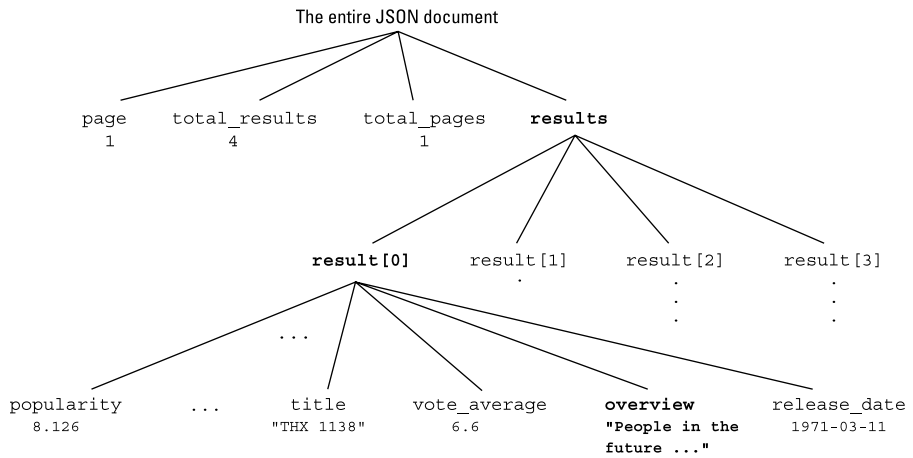 The entire JSON document
page total_results total_pages results
1 4 1
result[0] result[1] result[2] result[3]
...
popularity ... title vote_average overview release_date
8.126 "THX 1138" 6.6 "People in the 1971-03-11
future ..."